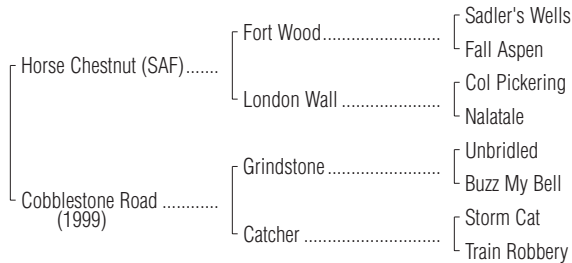 Sadler's Wells
Fort Wood
Fall Aspen
Horse Chestnut (SAF)
Col Pickering
London Wall
Nalatale
Unbridled
Grindstone
Buzz My Bell
Cobblestone Road
(1999)
Storm Cat
Catcher
Train Robbery